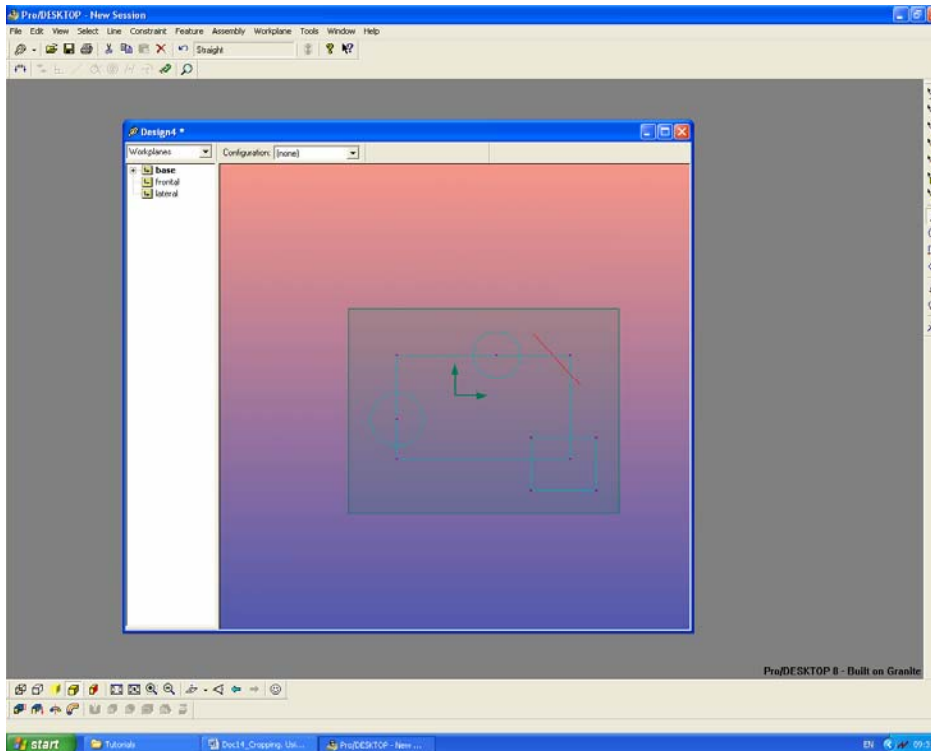 Pro/DESKTOP - New Session
File Edit View Select Line Constraint Feature Assembly Workplane Tools Window Help
Straight
Design4 *
Workplanes Configuration: (none)
base
frontal
lateral
Pro/DESKTOP 8 - Built on Granite
start Tutorials Doc14_Cropping. Usi... Pro/DESKTOP - New ... EN